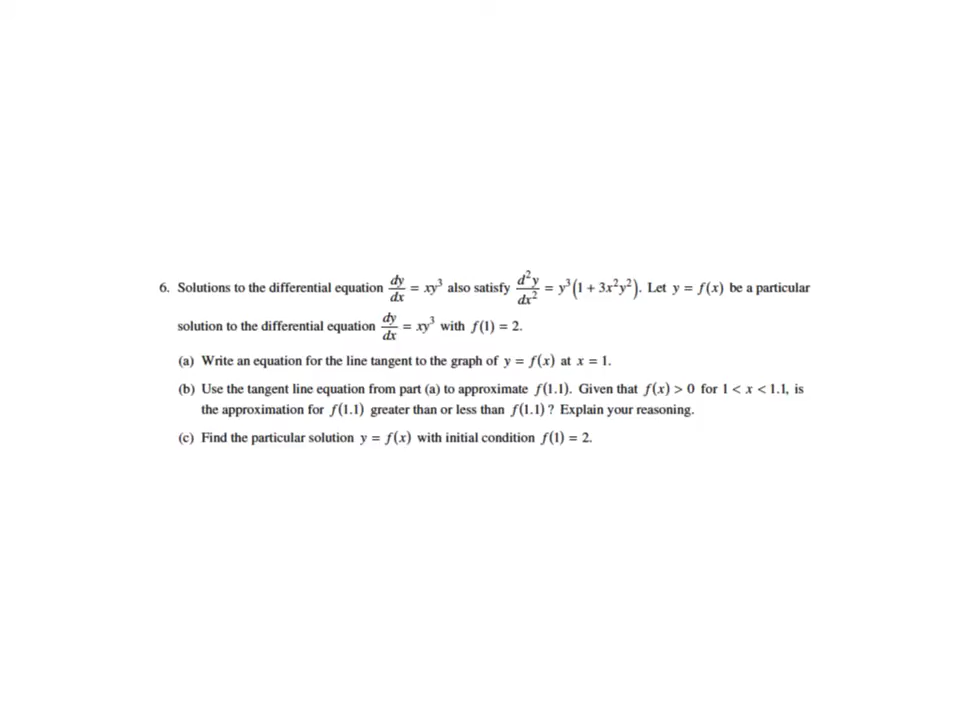 6. Solutions to the differential equation dy/dx = xy³ also satisfy d²y/dx² = y³(1 + 3x²y²). Let y = f(x) be a particular
solution to the differential equation dy/dx = xy³ with f(1) = 2.
(a) Write an equation for the line tangent to the graph of y = f(x) at x = 1.
(b) Use the tangent line equation from part (a) to approximate f(1.1). Given that f(x) > 0 for 1 < x < 1.1, is
the approximation for f(1.1) greater than or less than f(1.1) ? Explain your reasoning.
(c) Find the particular solution y = f(x) with initial condition f(1) = 2.